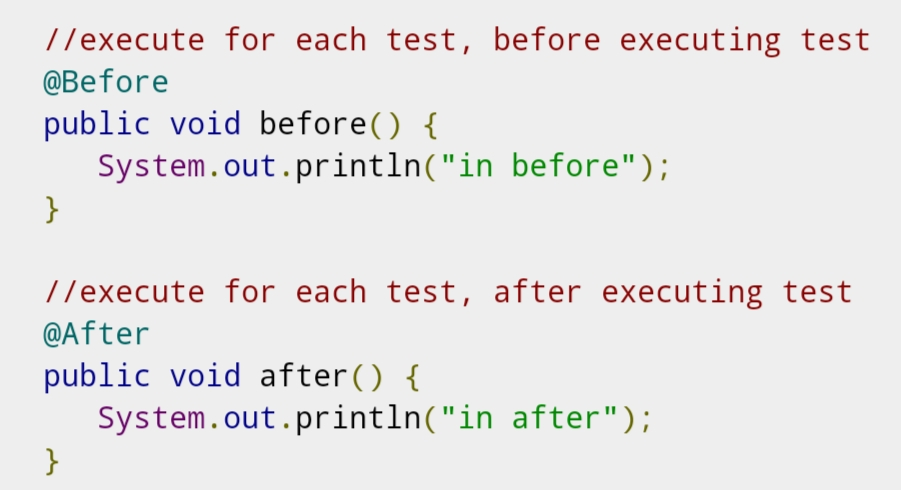 //execute for each test, before executing test
@Before
public void before() {
   System.out.println("in before");
}

//execute for each test, after executing test
@After
public void after() {
   System.out.println("in after");
}